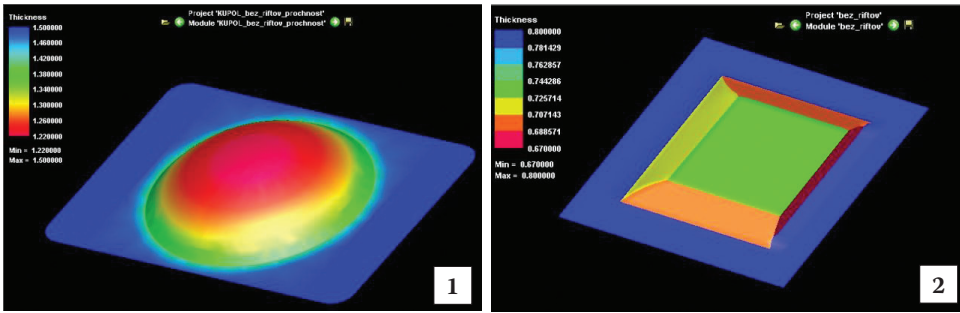 Thickness
1.500000
1.460000
1.420000
1.380000
1.340000
1.300000
1.260000
1.220000
Min = 1.220000
Max = 1.500000
Project 'KUPOL_bez_riftov_prochnost'
Module 'KUPOL_bez_riftov_prochnost'
1
Thickness
0.800000
0.781429
0.762857
0.744286
0.725714
0.707143
0.688571
0.670000
Min = 0.670000
Max = 0.800000
Project 'bez_riftov'
Module 'bez_riftov'
2